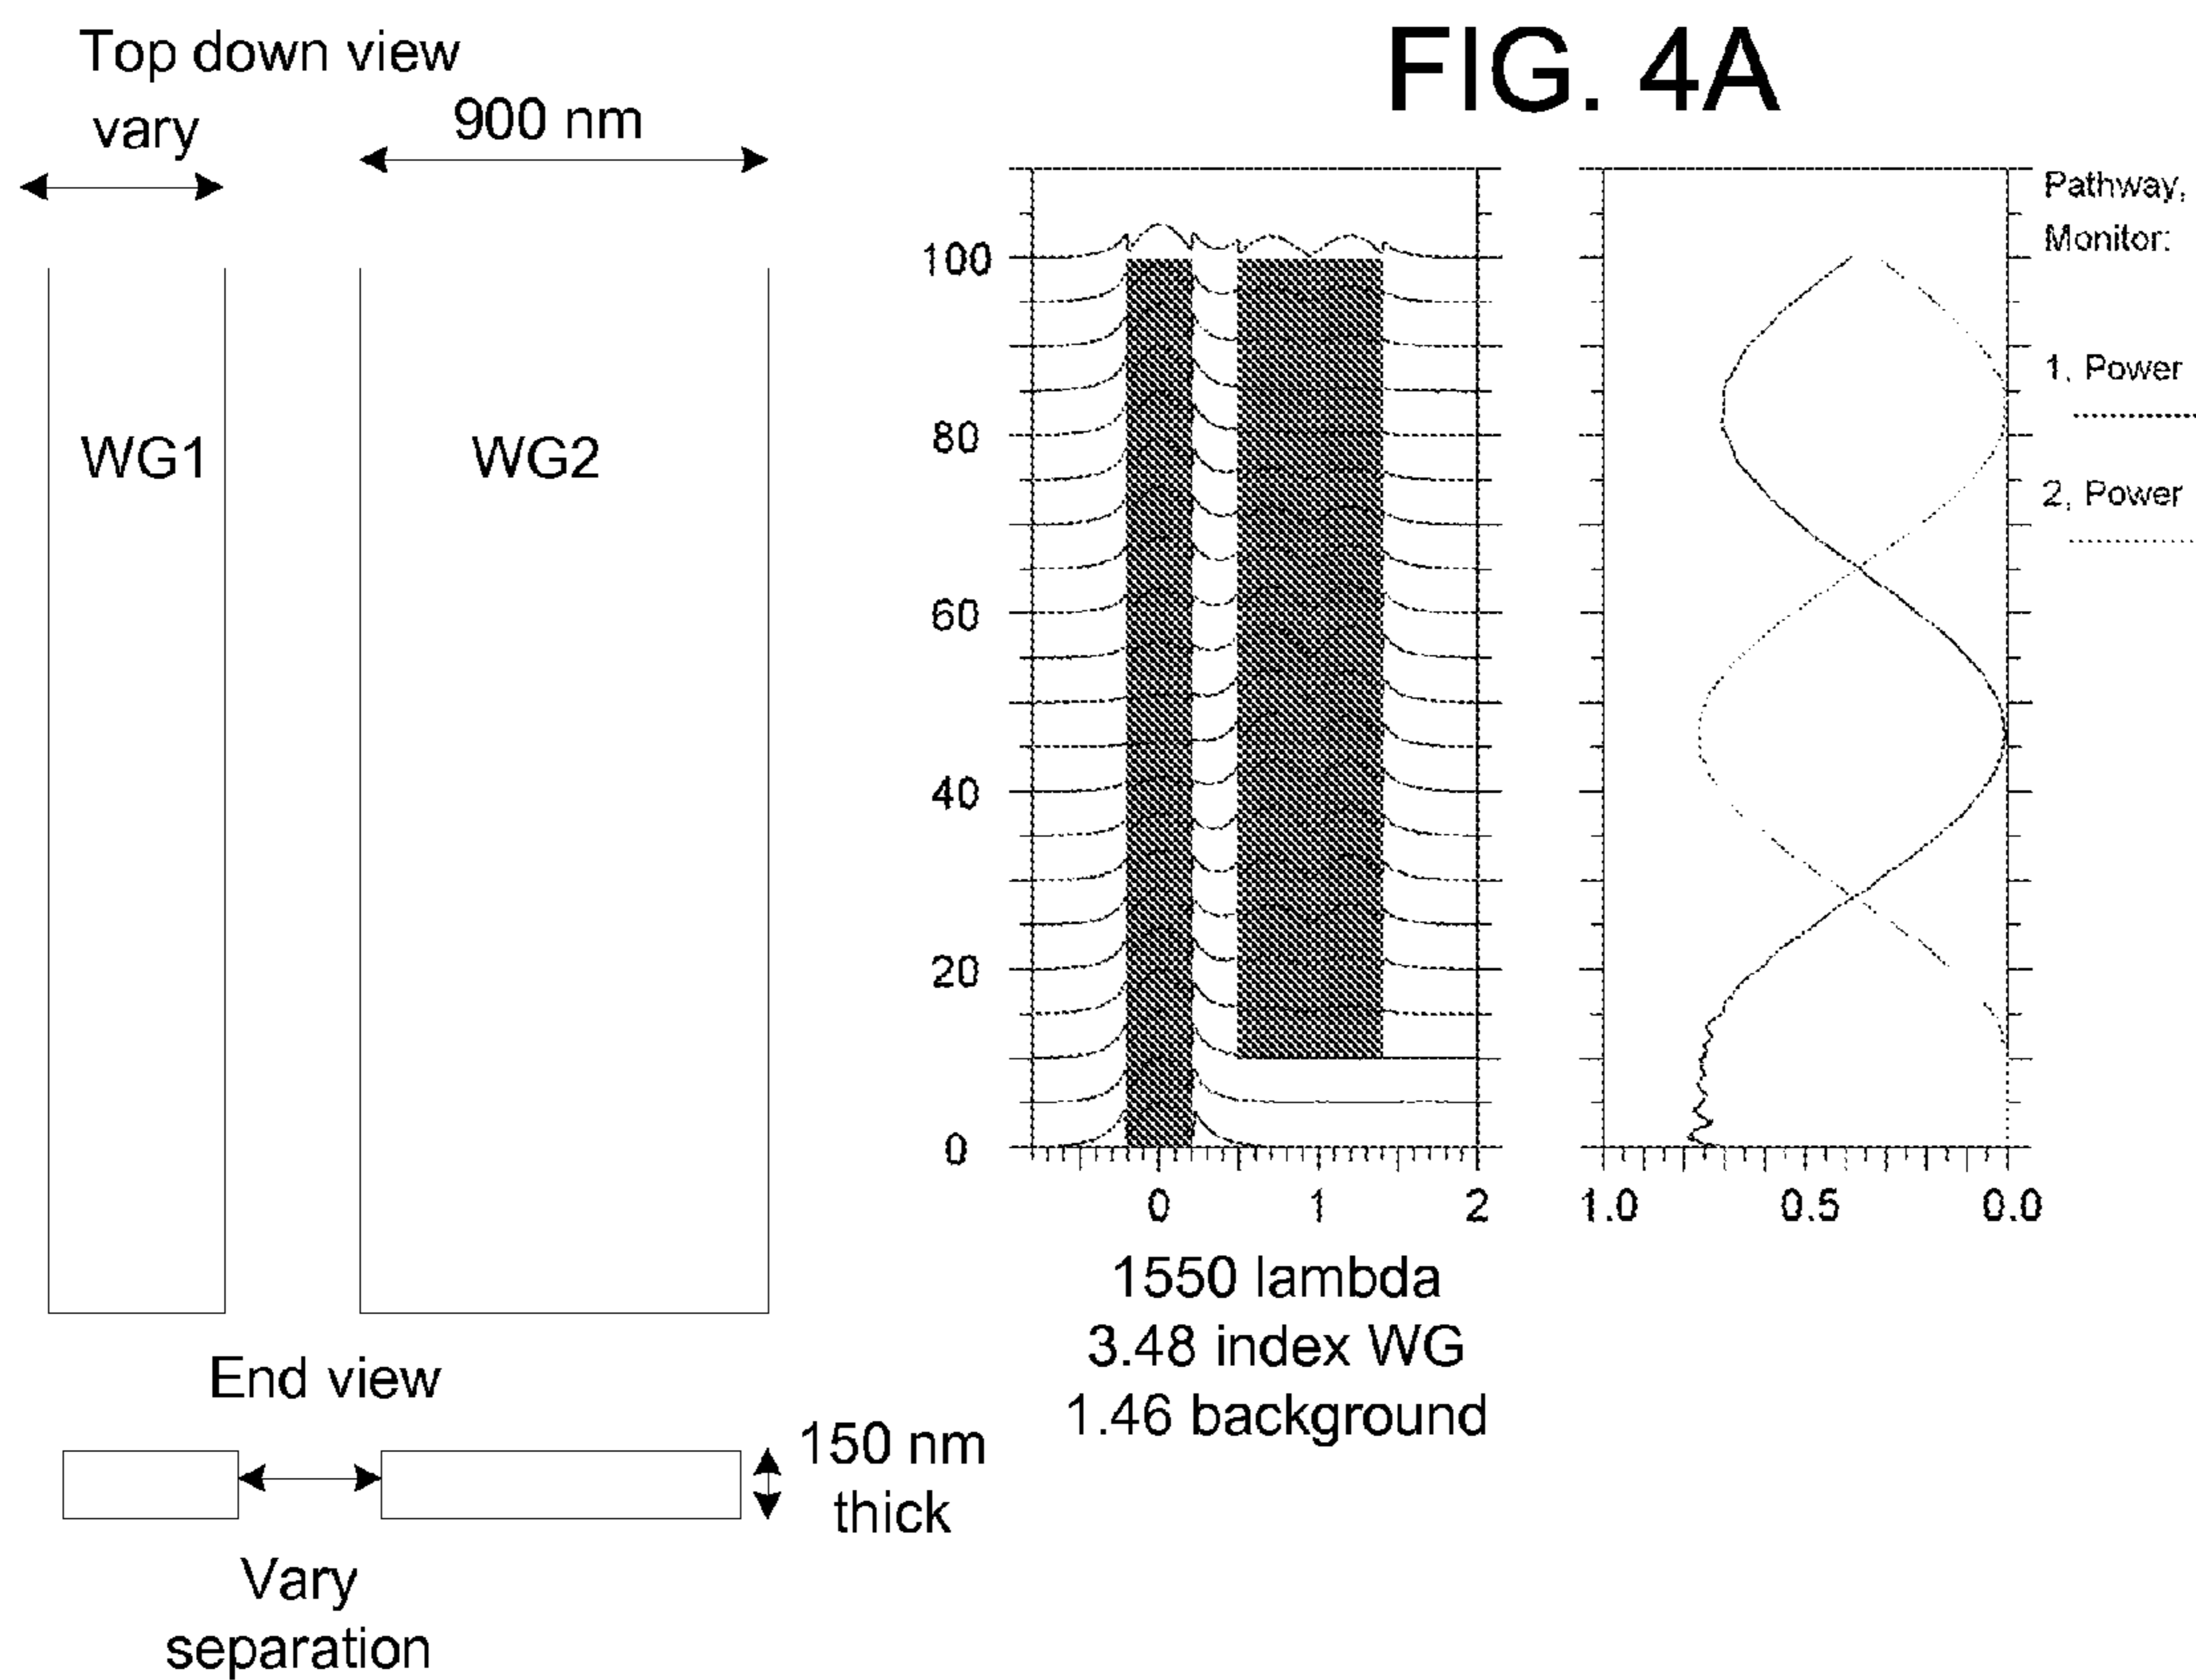 FIG. 4A
Top down view
vary
900 nm
WG1
WG2
End view
150 nm
thick
Vary
separation
100
80
60
40
20
0
0 1 2
1550 lambda
3.48 index WG
1.46 background
1.0 0.5 0.0
Pathway,
Monitor:
1, Power
2, Power